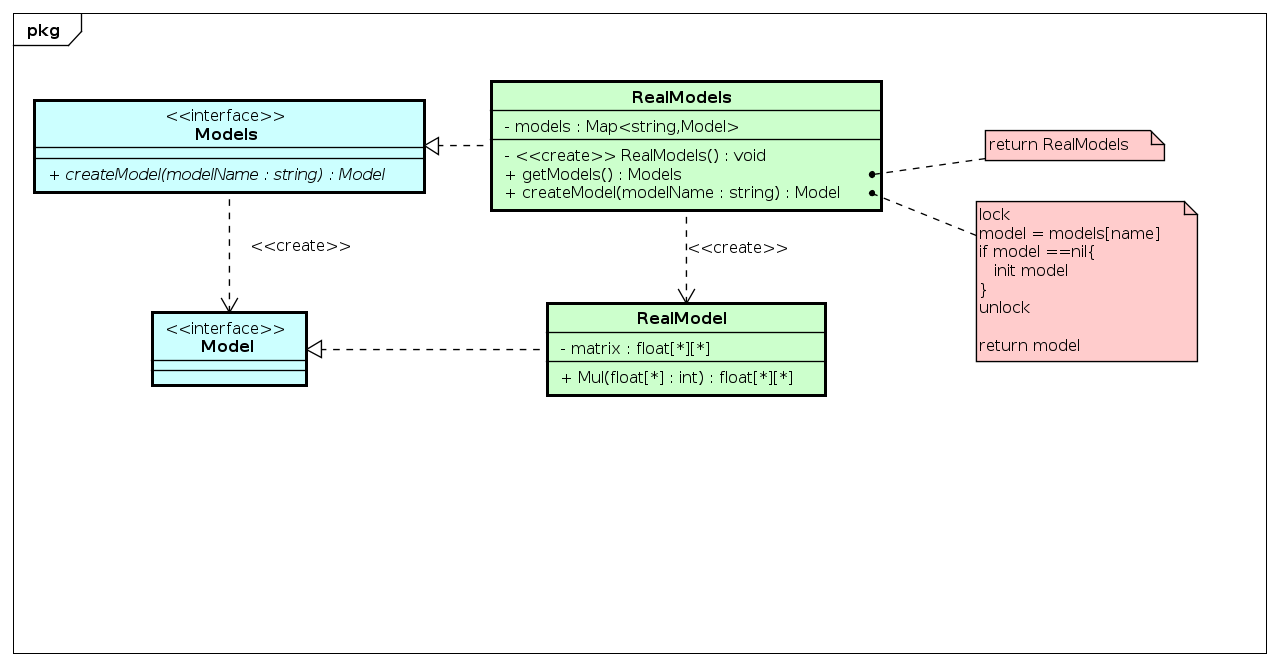 pkg
<<interface>>
Models
+ createModel(modelName : string) : Model
RealModels
- models : Map<string,Model>
- <<create>> RealModels() : void
+ getModels() : Models
+ createModel(modelName : string) : Model
return RealModels
lock
model = models[name]
if model ==nil{
init model
}
unlock
return model
<<create>>
<<create>>
<<interface>>
Model
RealModel
- matrix : float[*][*]
+ Mul(float[*] : int) : float[*][*]